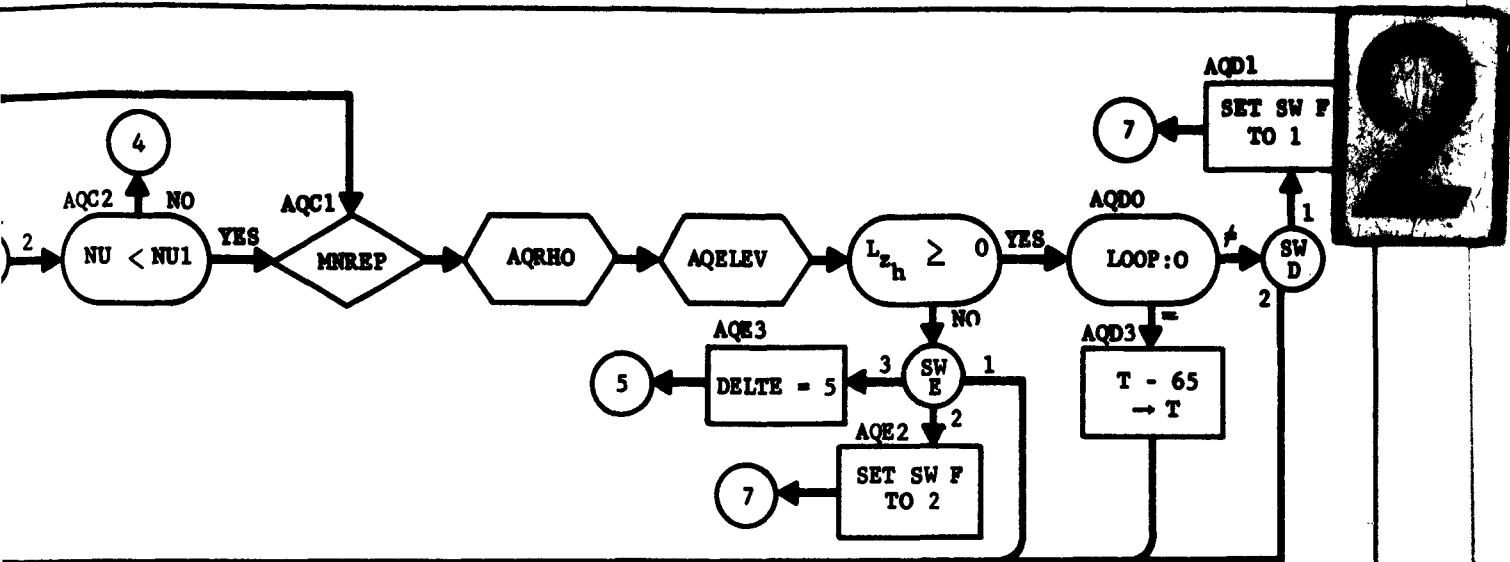 2
AQD1
SET SW F
TO 1
7
4
AQC2 NO
AQC1
AQD0
2
NU < NU1
YES
MNREP
AQRHO
AQELEV
L z h ≥ 0
YES
LOOP:0
≠
1
SW
D
2
NO
=
AQE3
AQD3
5
DELTE = 5
3
SW
E
1
T - 65
→ T
2
AQE2
7
SET SW F
TO 2